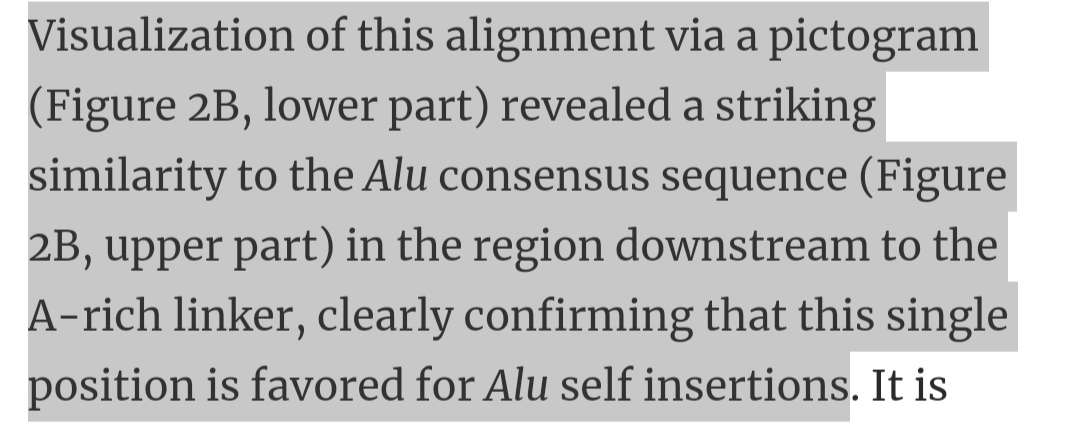 Visualization of this alignment via a pictogram
(Figure 2B, lower part) revealed a striking
similarity to the Alu consensus sequence (Figure
2B, upper part) in the region downstream to the
A-rich linker, clearly confirming that this single
position is favored for Alu self insertions. It is